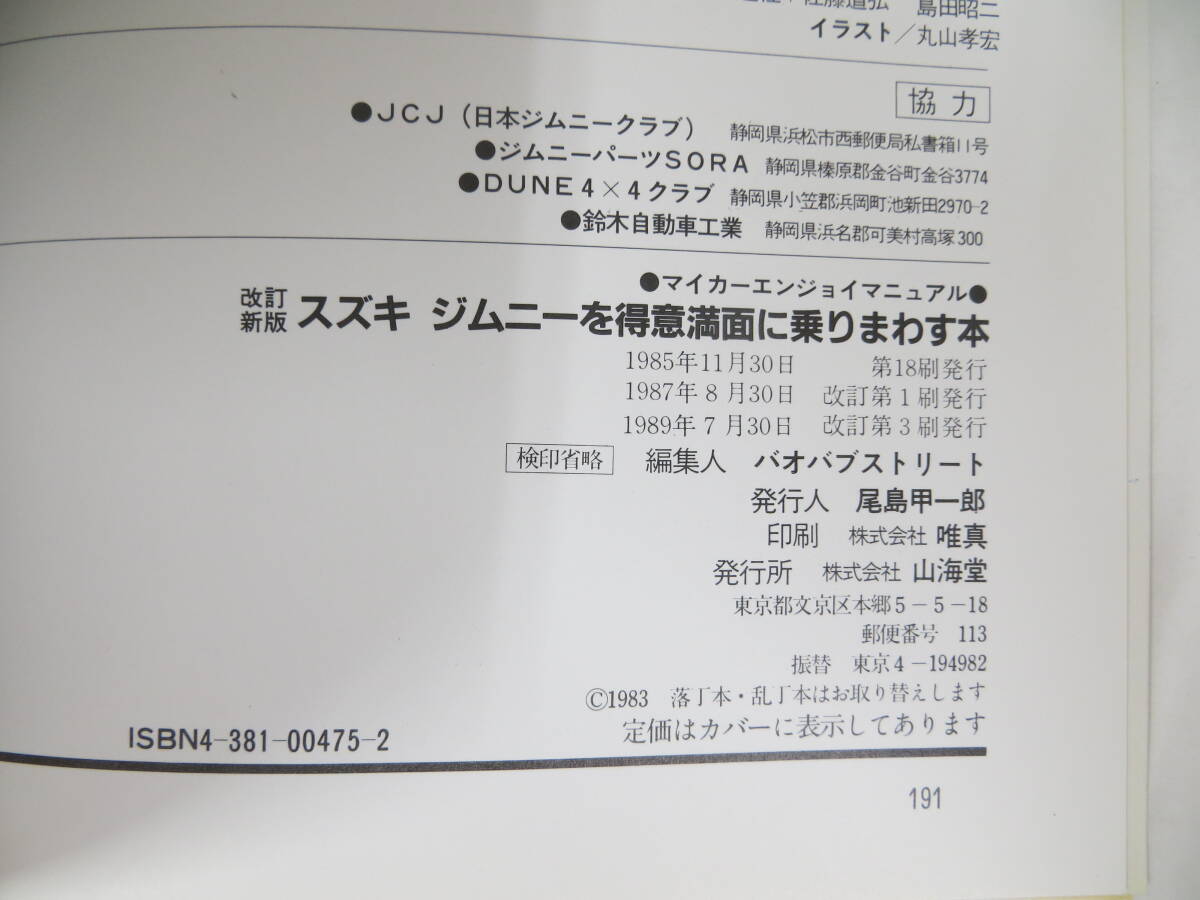 佐藤道弘 島田昭二
イラスト／丸山孝宏
協力
●JCJ（日本ジムニークラブ） 静岡県浜松市西郵便局私書箱11号
●ジムニーパーツSORA 静岡県榛原郡金谷町金谷3774
●DUNE4×4クラブ 静岡県小笠郡浜岡町池新田2970-2
●鈴木自動車工業 静岡県浜名郡可美村高塚300
●マイカーエンジョイマニュアル●
改訂新版 スズキ ジムニーを得意満面に乗りまわす本
1985年11月30日 第18刷発行
1987年8月30日 改訂第1刷発行
1989年7月30日 改訂第3刷発行
検印省略 編集人 バオバブストリート
発行人 尾島甲一郎
印刷 株式会社 唯真
発行所 株式会社 山海堂
東京都文京区本郷5－5－18
郵便番号 113
振替 東京4－194982
©1983 落丁本・乱丁本はお取り替えします
定価はカバーに表示してあります
ISBN4-381-00475-2
191